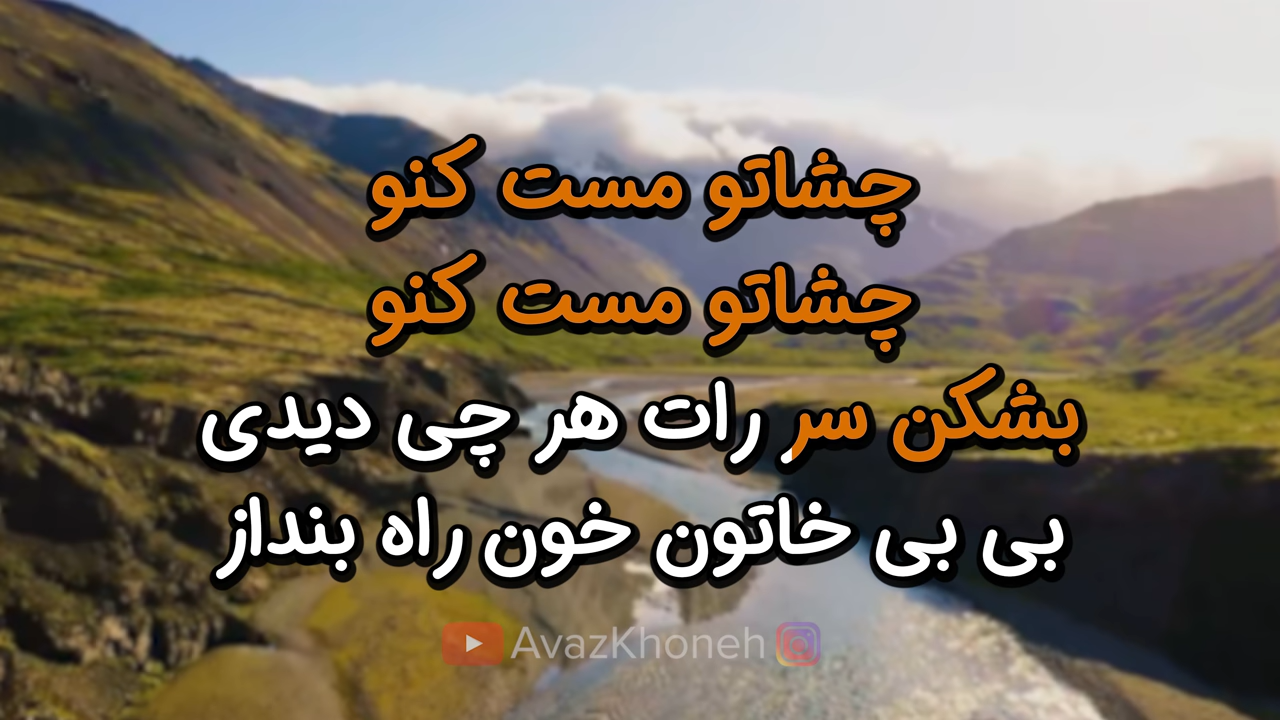 چشاتو مست کنو
چشاتو مست کنو
بشکن سر رات هر چی دیدی
بی بی خاتون خون راه بنداز
AvazKhoneh